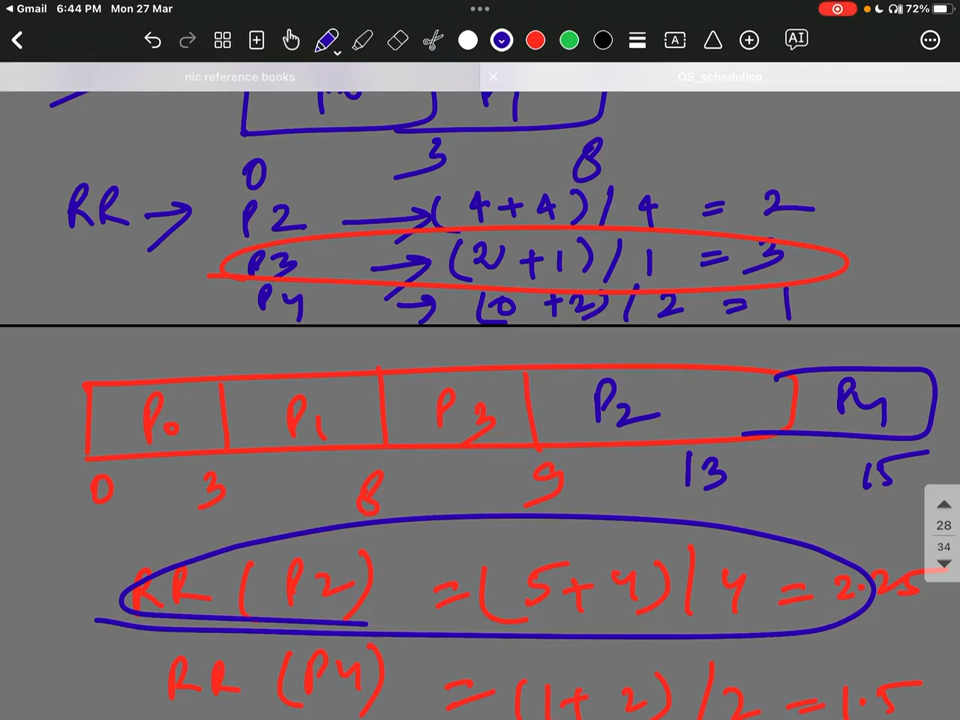 Gmail 6:44 PM Mon 27 Mar 72%
A AI
nic reference books OS_scheduling
P1
0 3 8
RR → P2 → (4+4)/4 = 2
P3 → (2+1)/1 = 3
P4 → (0+2)/2 = 1
P0 P1 P3 P2 P4
0 3 8 9 13 15
28
34
RR (P2) = (5+4)/4 = 2.25
RR (P4) = (1+2)/2 = 1.5